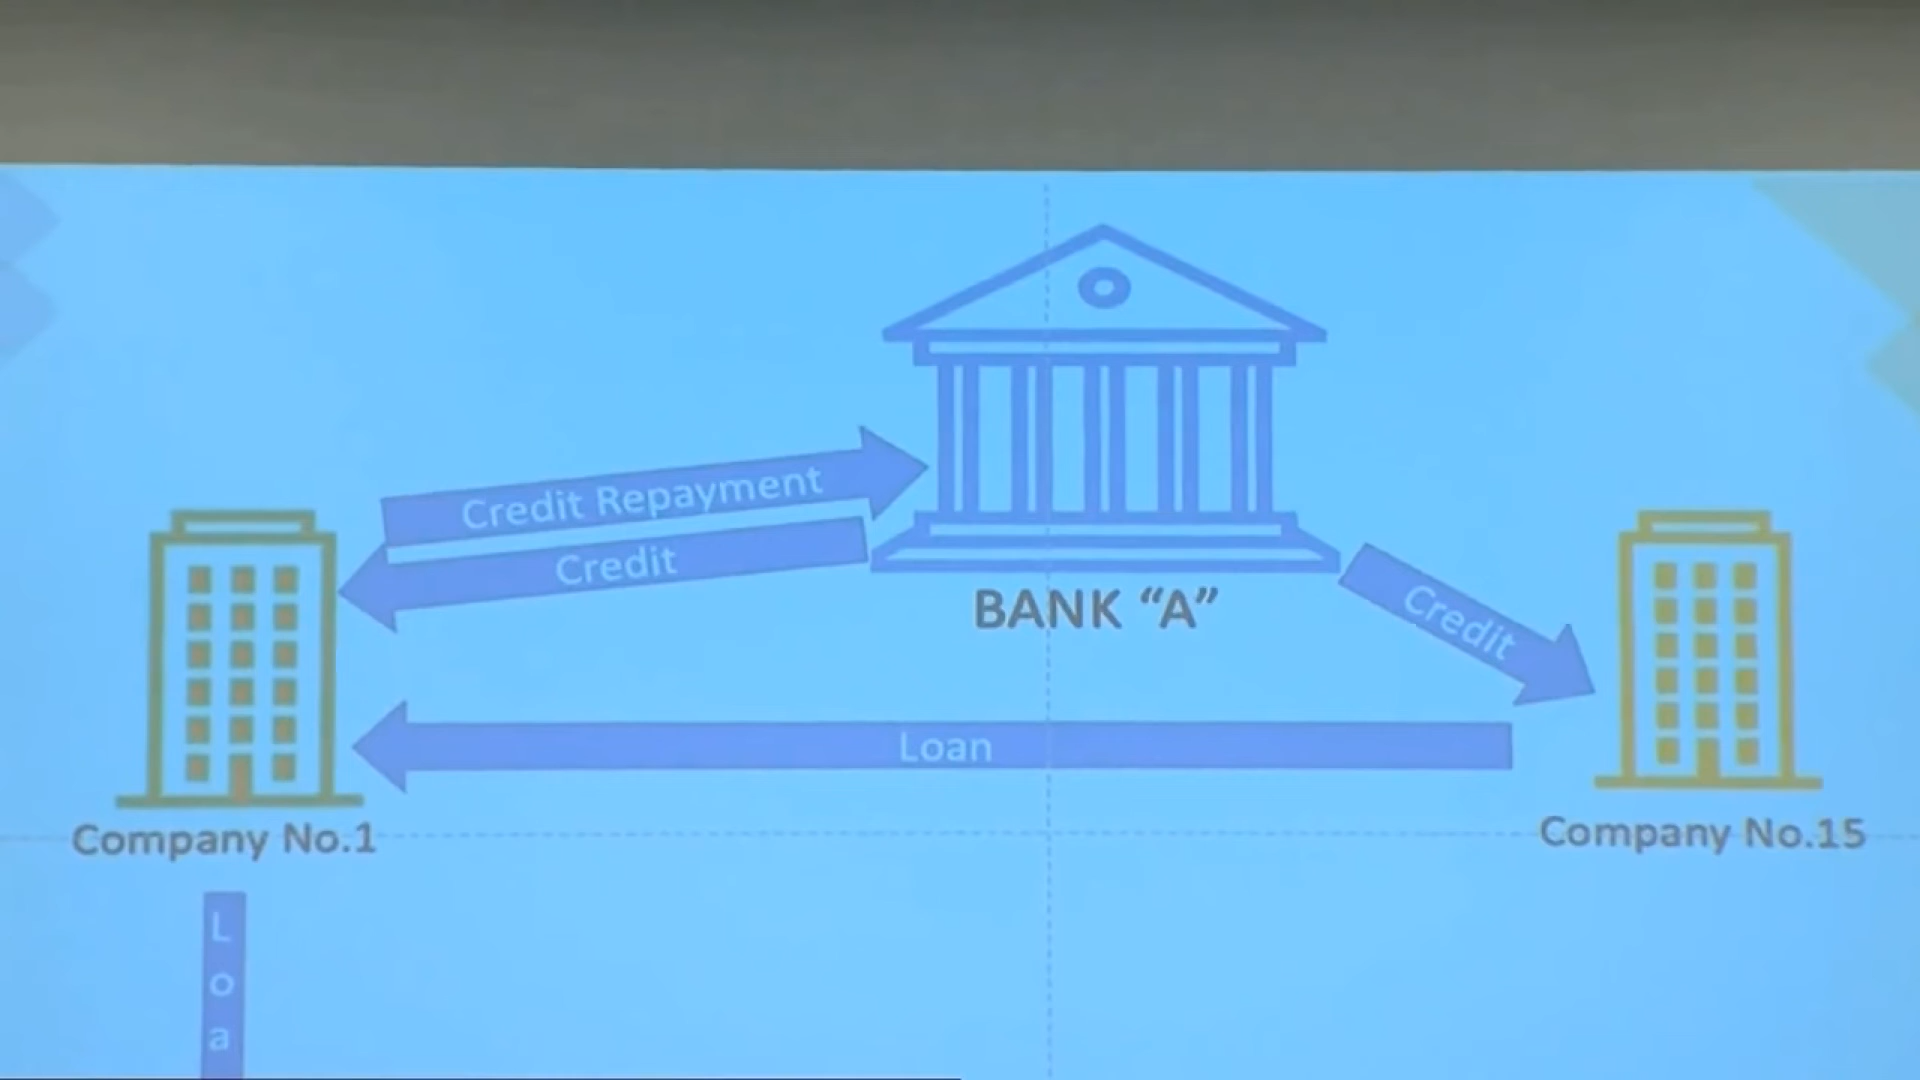 Credit Repayment
Credit
BANK “A”
Credit
Loan
Company No.1
Company No.15
L
o
a